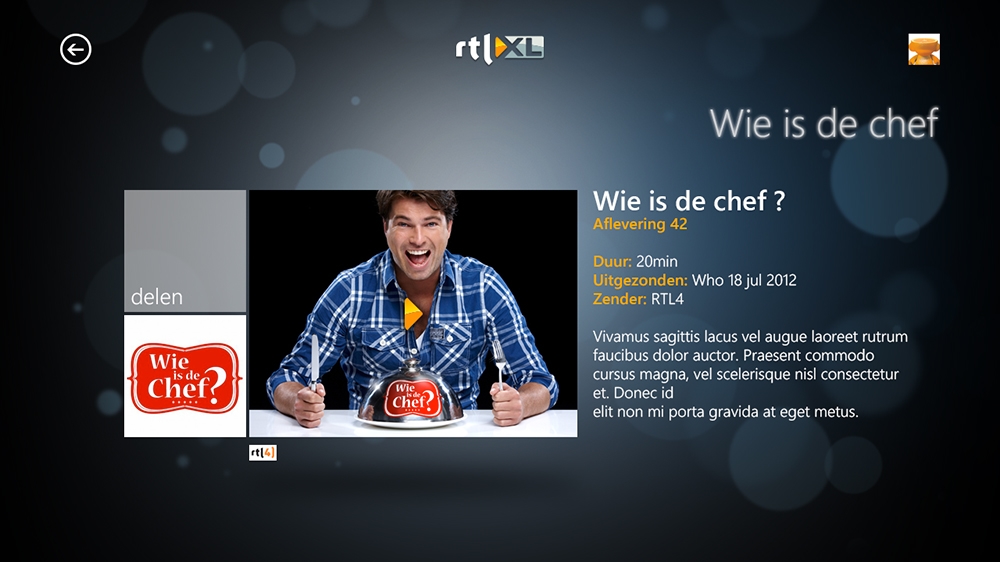 rtl XL
Wie is de chef
delen
Wie
is de
Chef?
Wie
is de
Chef?
rtl 4
Wie is de chef ?
Aflevering 42
Duur: 20min
Uitgezonden: Who 18 jul 2012
Zender: RTL4
Vivamus sagittis lacus vel augue laoreet rutrum
faucibus dolor auctor. Praesent commodo
cursus magna, vel scelerisque nisl consectetur
et. Donec id
elit non mi porta gravida at eget metus.